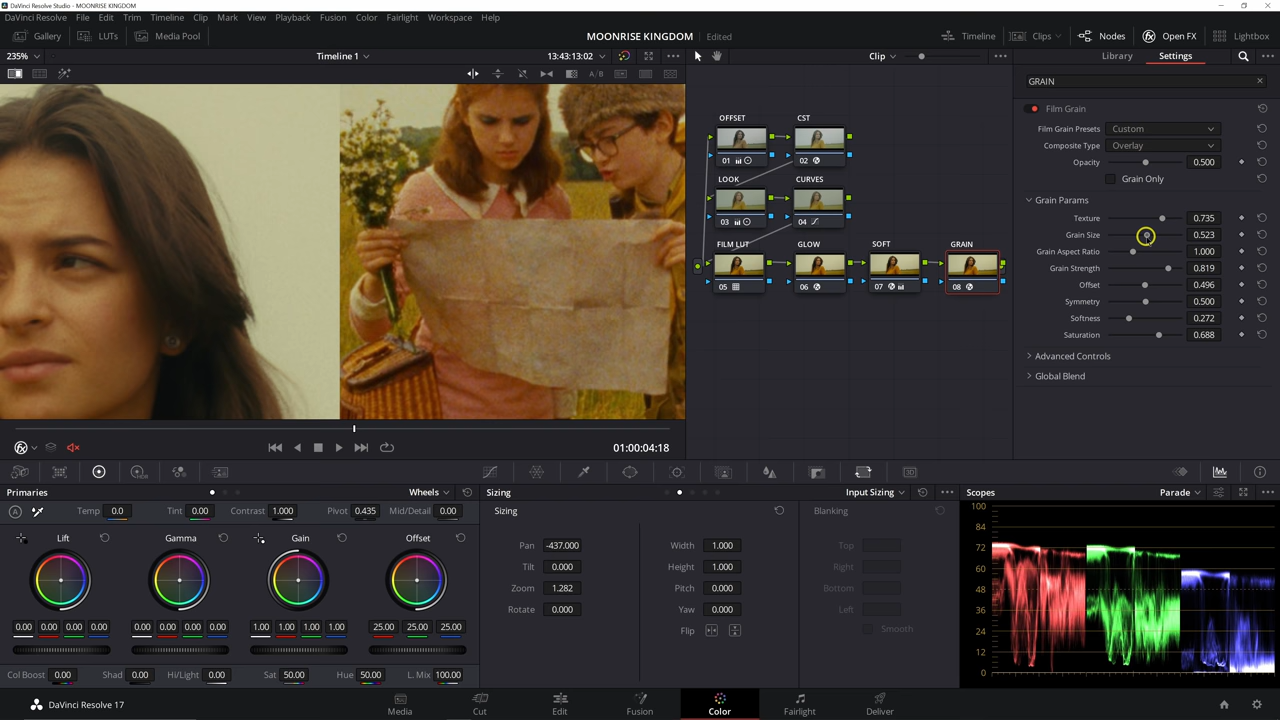 DaVinci Resolve Studio - MOONRISE KINGDOM
DaVinci Resolve File Edit Trim Timeline Clip Mark View Playback Fusion Color Fairlight Workspace Help
Gallery LUTs Media Pool MOONRISE KINGDOM Edited Timeline Clips Nodes Open FX Lightbox
235% Timeline 1 13:43:13:02 Clip Library Settings
A/B
GRAIN
Film Grain
Film Grain Presets Custom
Composite Type Overlay
Opacity 0.500
Grain Only
Grain Params
Texture 0.735
Grain Size 0.523
Grain Aspect Ratio 1.000
Grain Strength 0.819
Offset 0.496
Symmetry 0.500
Softness 0.272
Saturation 0.688
Advanced Controls
Global Blend
OFFSET CST
01 02
LOOK CURVES
03 04
FILM LUT GLOW SOFT GRAIN
05 06 07 08
01:00:04:18
Primaries Wheels
A Temp 0.0 Tint 0.00 Contrast 1.000 Pivot 0.435 Mid/Detail 0.00
Lift Gamma Gain Offset
0.00 0.00 0.00 0.00 0.00 0.00 0.00 0.00 1.00 1.00 1.00 1.00 25.00 25.00 25.00
Col Boost 0.00 Shad 0.00 Hi/Light 0.00 Sat 50.00 Hue 50.00 L. Mix 100.00
Sizing Input Sizing
Sizing
Pan -437.000 Width 1.000
Tilt 0.000 Height 1.000
Zoom 1.282 Pitch 0.000
Rotate 0.000 Yaw 0.000
Flip
Blanking
Top
Right
Bottom
Left
Smooth
Scopes Parade
100
84
72
60
48
36
24
12
0
DaVinci Resolve 17 Media Cut Edit Fusion Color Fairlight Deliver